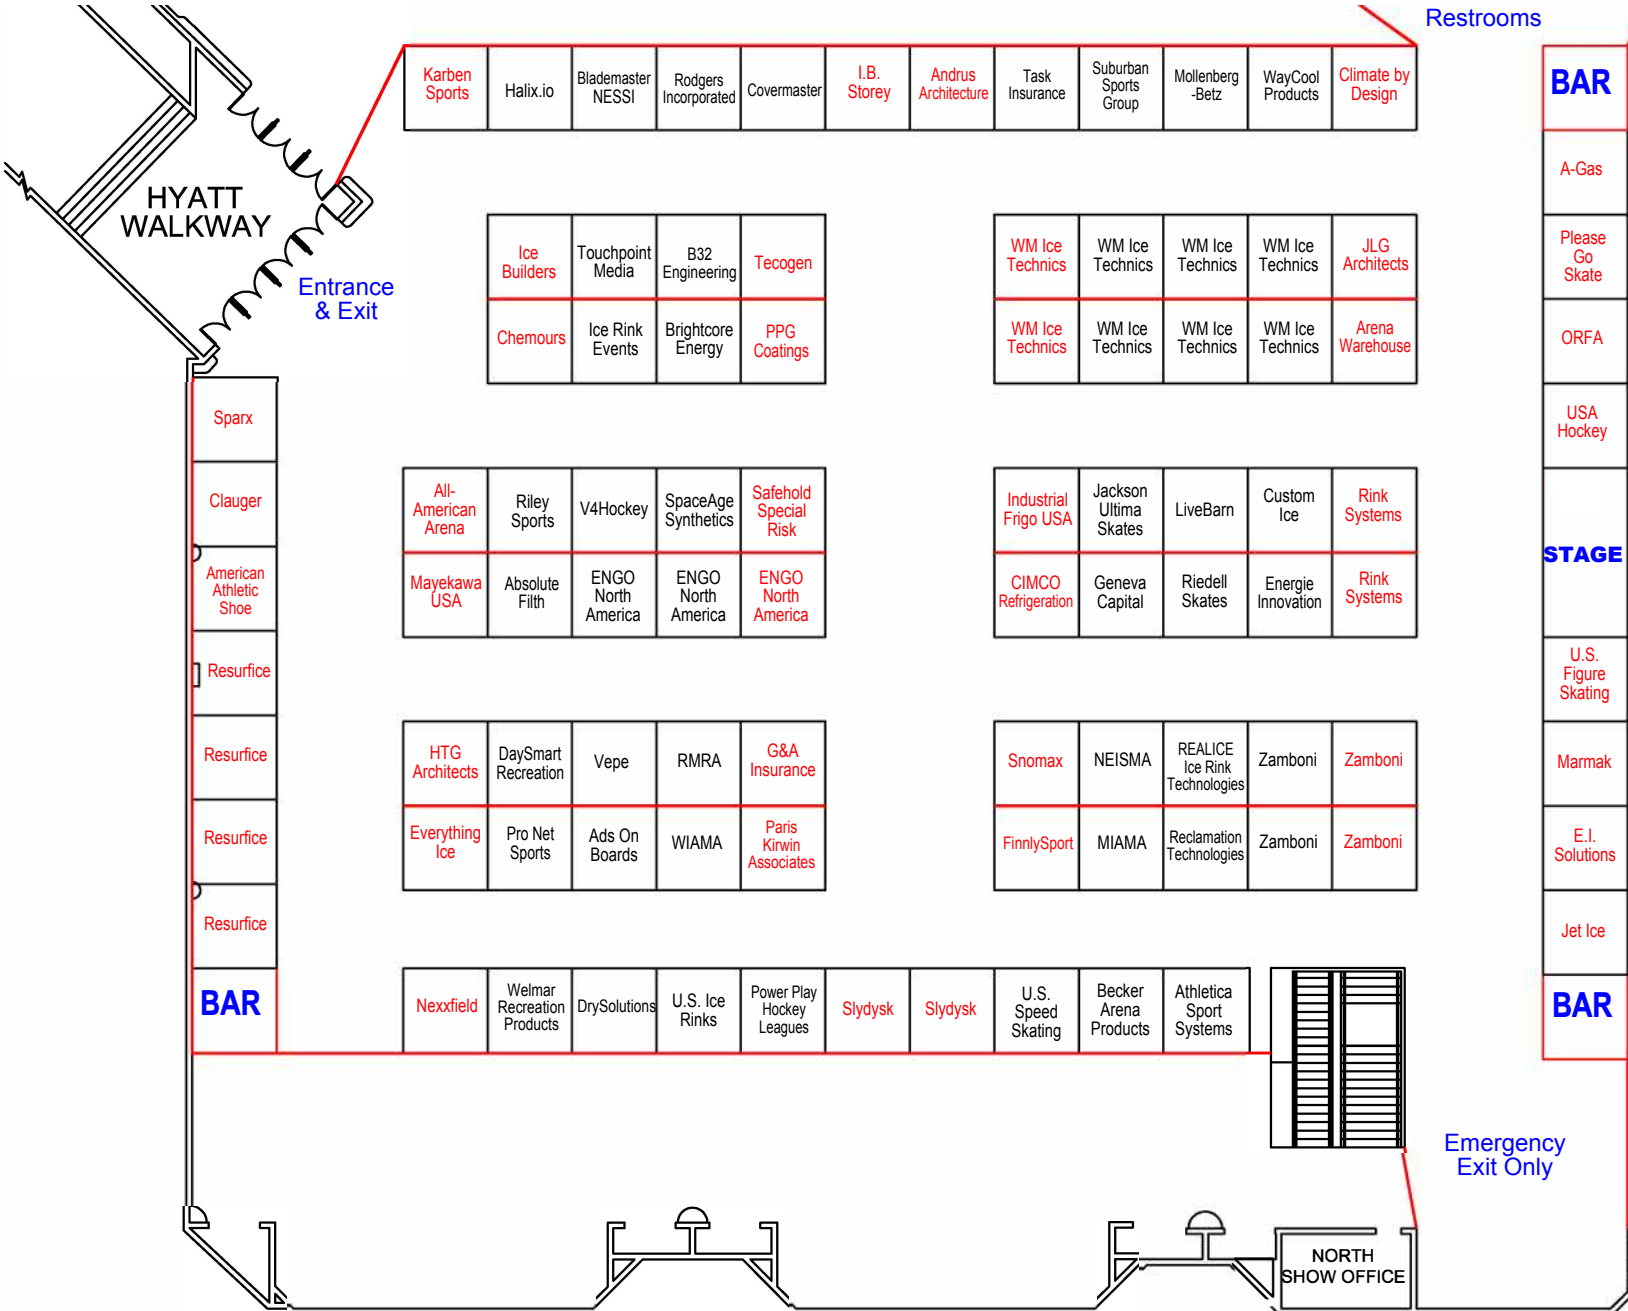 Restrooms
Karben
Sports
Halix.io
Blademaster
NESSI
Rodgers
Incorporated
Covermaster
I.B.
Storey
Andrus
Architecture
Task
Insurance
Suburban
Sports
Group
Mollenberg
-Betz
WayCool
Products
Climate by
Design
BAR
A-Gas
Please
Go
Skate
ORFA
USA
Hockey
STAGE
U.S.
Figure
Skating
Marmak
E.I.
Solutions
Jet Ice
BAR
HYATT
WALKWAY
Entrance
& Exit
Ice
Builders
Touchpoint
Media
B32
Engineering
Tecogen
Chemours
Ice Rink
Events
Brightcore
Energy
PPG
Coatings
WM Ice
Technics
WM Ice
Technics
WM Ice
Technics
WM Ice
Technics
JLG
Architects
WM Ice
Technics
WM Ice
Technics
WM Ice
Technics
WM Ice
Technics
Arena
Warehouse
Sparx
Clauger
American
Athletic
Shoe
Resurfice
Resurfice
Resurfice
Resurfice
BAR
All-
American
Arena
Riley
Sports
V4Hockey
SpaceAge
Synthetics
Safehold
Special
Risk
Mayekawa
USA
Absolute
Filth
ENGO
North
America
ENGO
North
America
ENGO
North
America
Industrial
Frigo USA
Jackson
Ultima
Skates
LiveBarn
Custom
Ice
Rink
Systems
CIMCO
Refrigeration
Geneva
Capital
Riedell
Skates
Energie
Innovation
Rink
Systems
HTG
Architects
DaySmart
Recreation
Vepe
RMRA
G&A
Insurance
Everything
Ice
Pro Net
Sports
Ads On
Boards
WIAMA
Paris
Kirwin
Associates
Snomax
NEISMA
REALICE
Ice Rink
Technologies
Zamboni
Zamboni
FinnlySport
MIAMA
Reclamation
Technologies
Zamboni
Zamboni
Nexxfield
Welmar
Recreation
Products
DrySolutions
U.S. Ice
Rinks
Power Play
Hockey
Leagues
Slydysk
Slydysk
U.S.
Speed
Skating
Becker
Arena
Products
Athletica
Sport
Systems
Emergency
Exit Only
NORTH
SHOW OFFICE